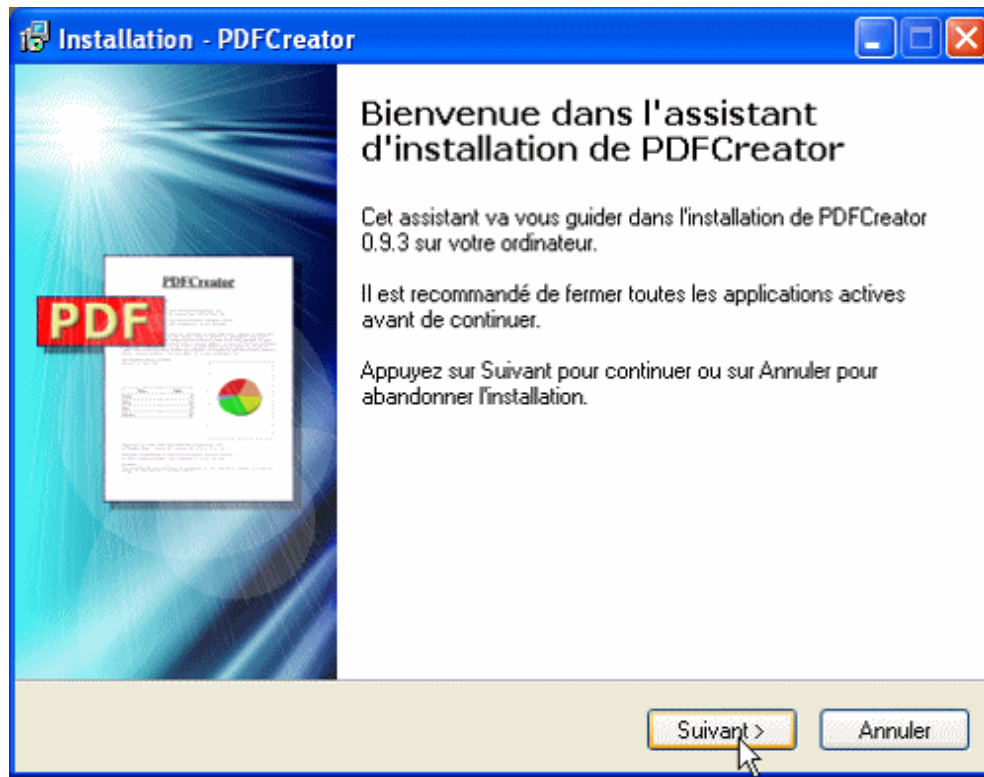 Installation - PDFCreator
Bienvenue dans l'assistant
d'installation de PDFCreator
Cet assistant va vous guider dans l'installation de PDFCreator
0.9.3 sur votre ordinateur.
Il est recommandé de fermer toutes les applications actives
avant de continuer.
Appuyez sur Suivant pour continuer ou sur Annuler pour
abandonner l'installation.
PDFCreator
PDF
Suivant >
Annuler